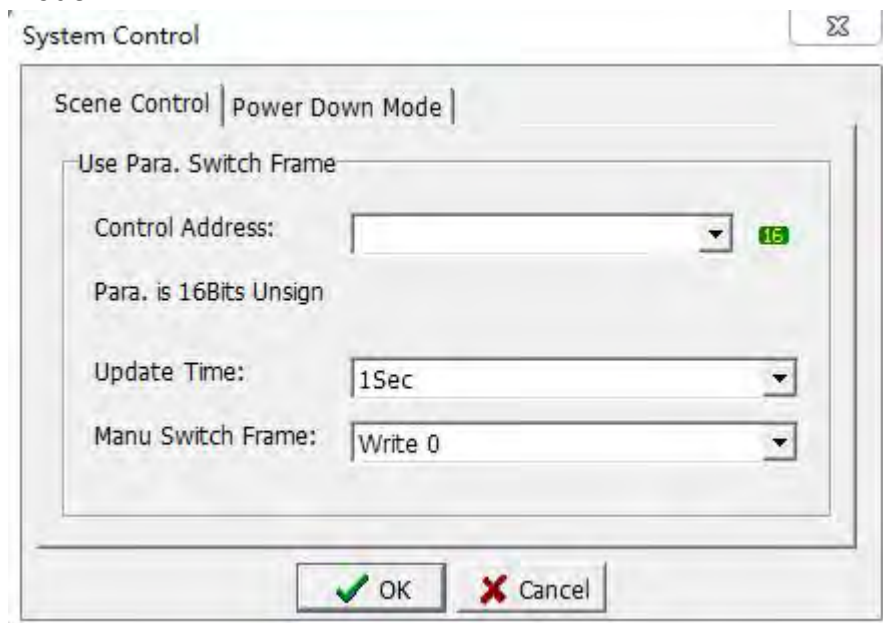 System Control
Scene Control Power Down Mode
Use Para. Switch Frame
Control Address: 16
Para. is 16Bits Unsign
Update Time: 1Sec
Manu Switch Frame: Write 0
OK Cancel